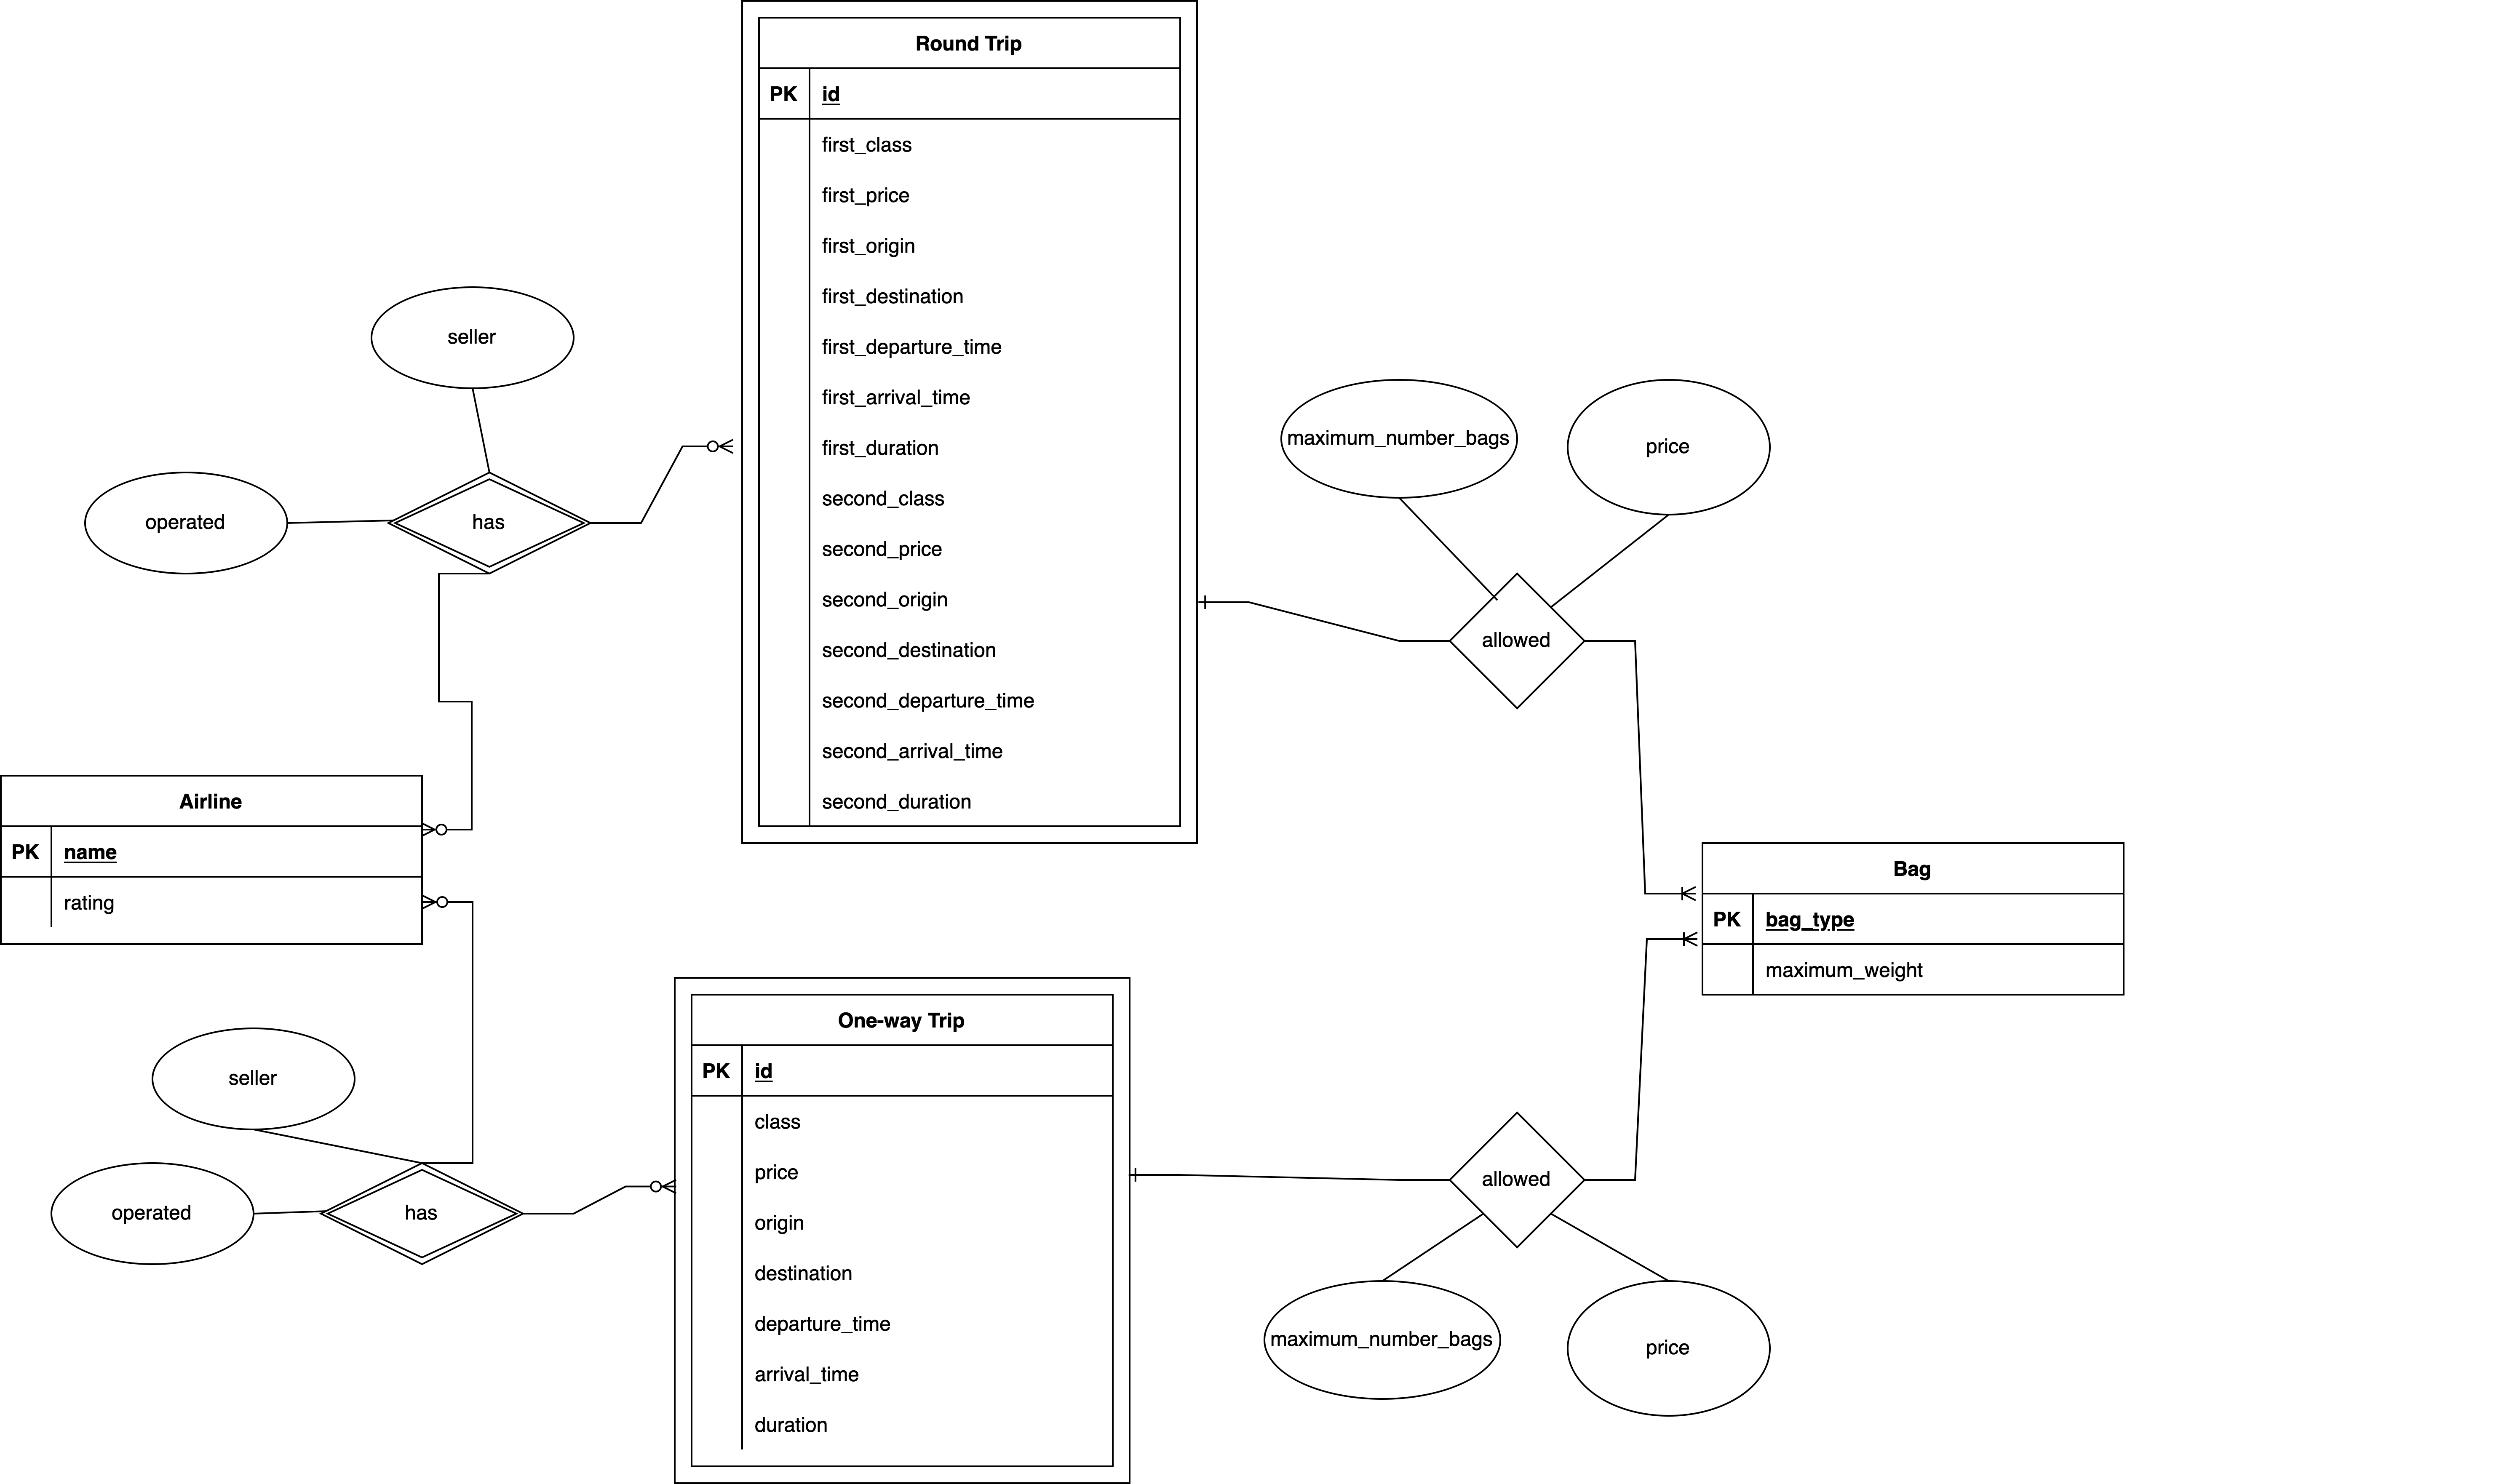 Round Trip
PK id
first_class
first_price
first_origin
first_destination
first_departure_time
first_arrival_time
first_duration
second_class
second_price
second_origin
second_destination
second_departure_time
second_arrival_time
second_duration
seller
operated
has
maximum_number_bags
price
allowed
Airline
PK name
rating
Bag
PK bag_type
maximum_weight
seller
operated
has
One-way Trip
PK id
class
price
origin
destination
departure_time
arrival_time
duration
allowed
maximum_number_bags
price